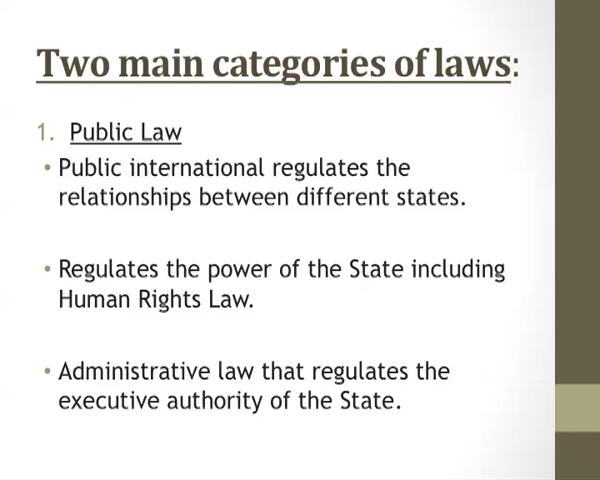 Two main categories of laws:
1. Public Law
• Public international regulates the
relationships between different states.
• Regulates the power of the State including
Human Rights Law.
• Administrative law that regulates the
executive authority of the State.